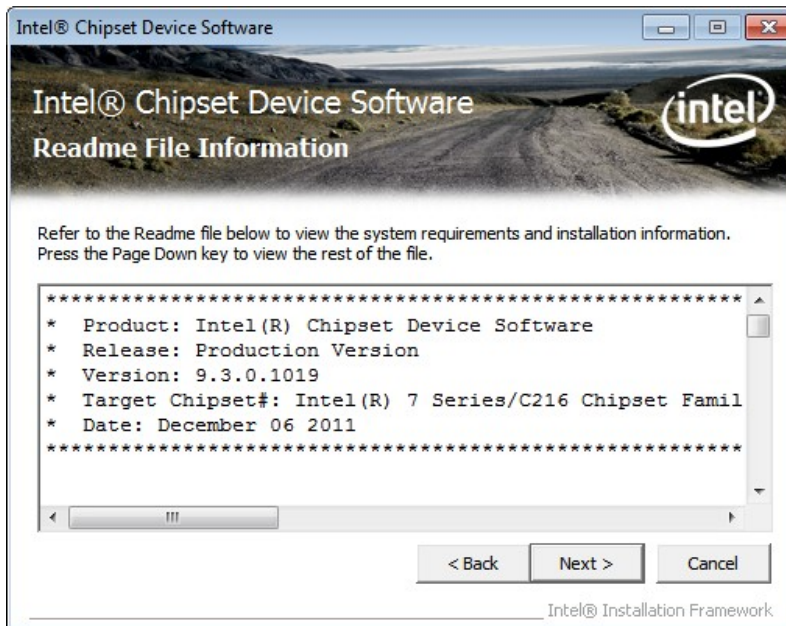 Intel® Chipset Device Software
Intel® Chipset Device Software
intel
Readme File Information
Refer to the Readme file below to view the system requirements and installation information.
Press the Page Down key to view the rest of the file.
************************************************************
* Product: Intel(R) Chipset Device Software
* Release: Production Version
* Version: 9.3.0.1019
* Target Chipset#: Intel(R) 7 Series/C216 Chipset Famil
* Date: December 06 2011
************************************************************
< Back Next > Cancel
Intel® Installation Framework